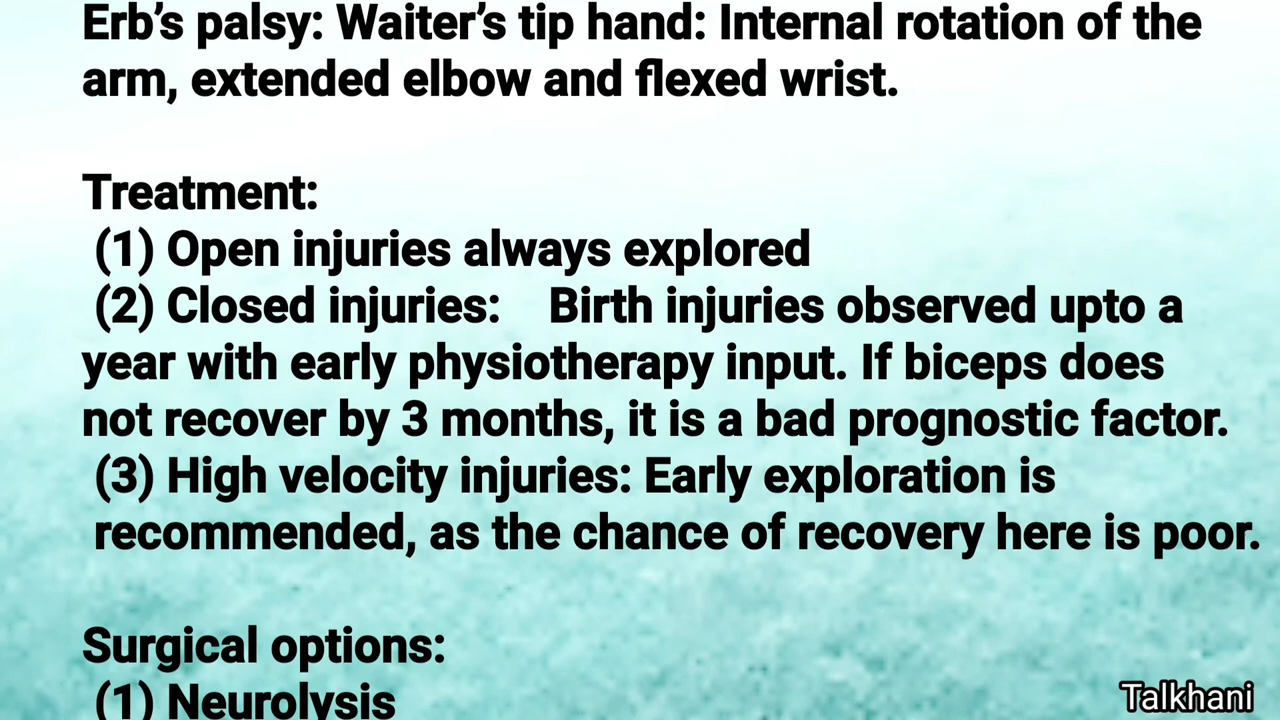 Erb’s palsy: Waiter’s tip hand: Internal rotation of the
arm, extended elbow and flexed wrist.
Treatment:
(1) Open injuries always explored
(2) Closed injuries: Birth injuries observed upto a
year with early physiotherapy input. If biceps does
not recover by 3 months, it is a bad prognostic factor.
(3) High velocity injuries: Early exploration is
recommended, as the chance of recovery here is poor.
Surgical options:
(1) Neurolysis
Talkhani